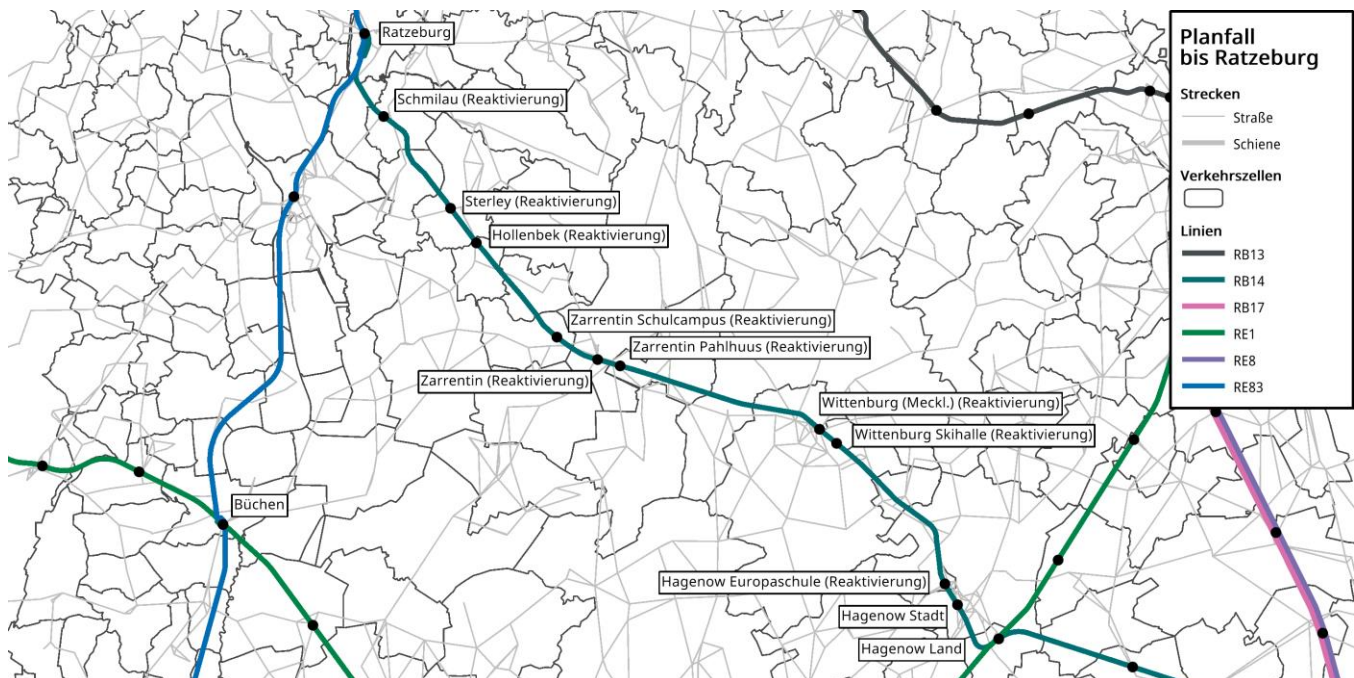 Ratzeburg
Schmilau (Reaktivierung)
Sterley (Reaktivierung)
Hollenbek (Reaktivierung)
Zarrentin Schulcampus (Reaktivierung)
Zarrentin Pahlhuus (Reaktivierung)
Zarrentin (Reaktivierung)
Wittenburg (Meckl.) (Reaktivierung)
Wittenburg Skihalle (Reaktivierung)
Büchen
Hagenow Europaschule (Reaktivierung)
Hagenow Stadt
Hagenow Land
Planfall
bis Ratzeburg
Strecken
Straße
Schiene
Verkehrszellen
Linien
RB13
RB14
RB17
RE1
RE8
RE83